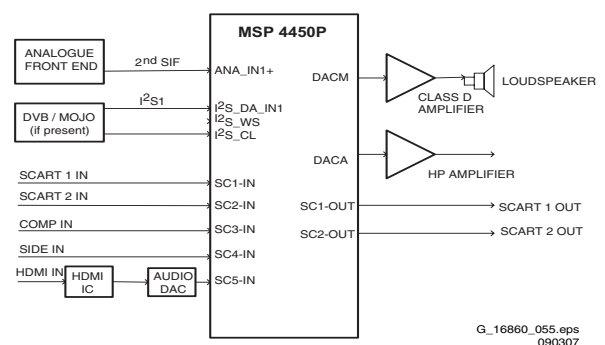 MSP 4450P
ANALOGUE
FRONT END
2nd SIF
ANA_IN1+
DACM
LOUDSPEAKER
CLASS D
AMPLIFIER
I2S1
DVB / MOJO
(if present)
I2S_DA_IN1
I2S_WS
I2S_CL
DACA
HP AMPLIFIER
SCART 1 IN
SC1-IN
SCART 2 IN
SC2-IN
SC1-OUT
SCART 1 OUT
COMP IN
SC3-IN
SC2-OUT
SCART 2 OUT
SIDE IN
SC4-IN
HDMI IN
HDMI
IC
AUDIO
DAC
SC5-IN
G_16860_055.eps
090307